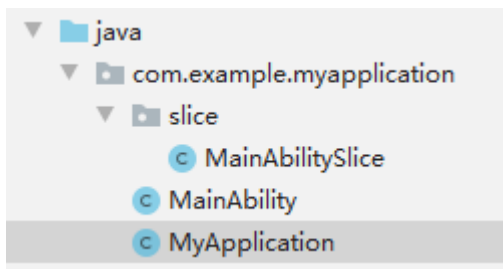 java
com.example.myapplication
slice
C MainAbilitySlice
C MainAbility
C MyApplication